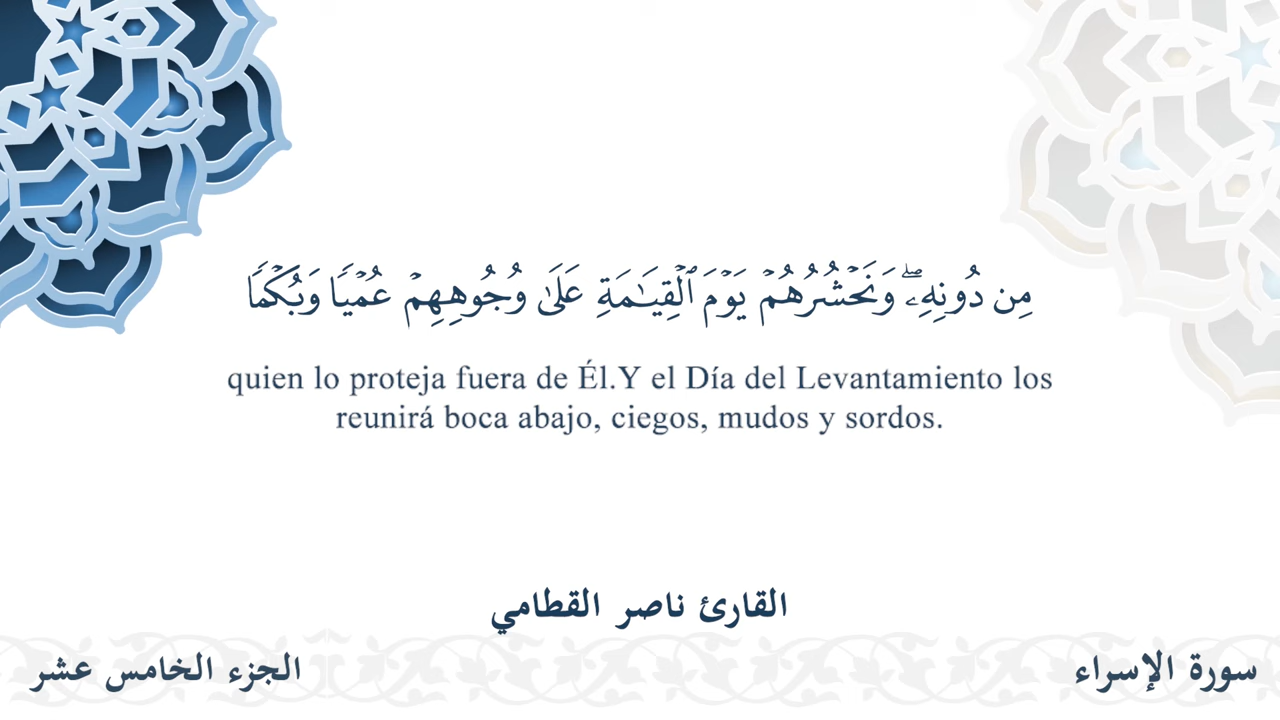 مِن دُونِهِۦۖ وَنَحۡشُرُهُمۡ يَوۡمَ ٱلۡقِيَٰمَةِ عَلَىٰ وُجُوهِهِمۡ عُمۡيٗا وَبُكۡمٗا
quien lo proteja fuera de Él.Y el Día del Levantamiento los
reunirá boca abajo, ciegos, mudos y sordos.
القارئ ناصر القطامي
سورة الإسراء
الجزء الخامس عشر